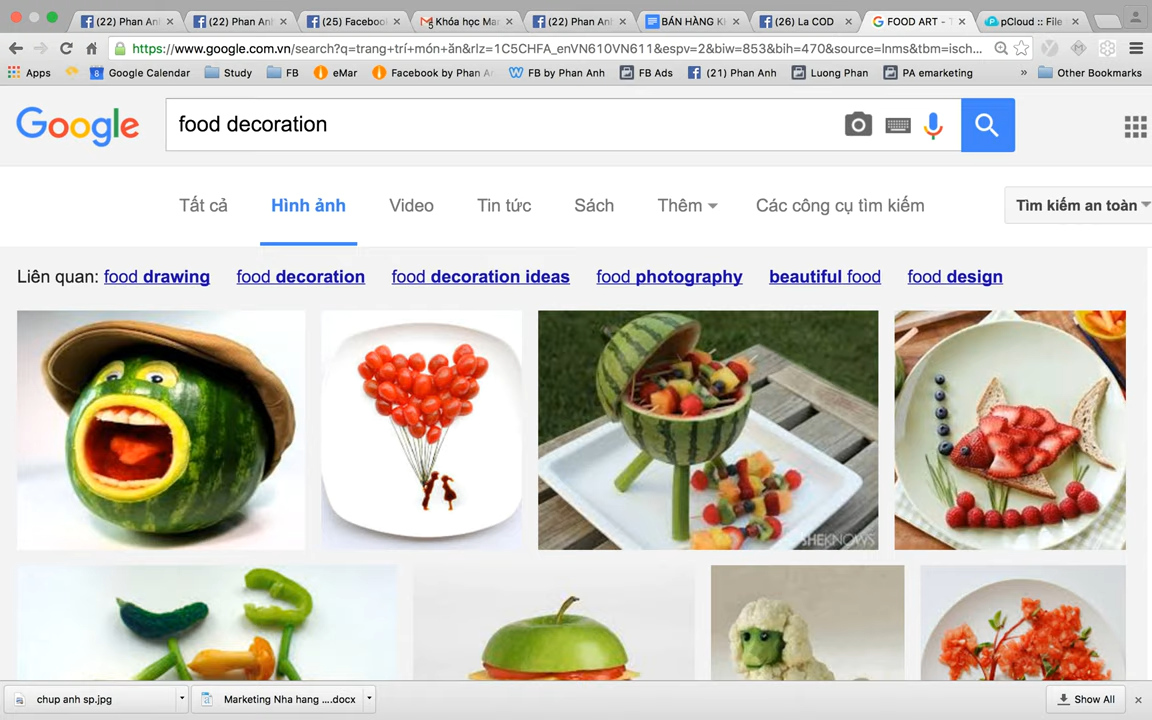 (22) Phan Anh
(22) Phan Anh
(25) Facebook
Khóa học Mar
(22) Phan Anh
BÁN HÀNG K
(26) La COD
FOOD ART - T
pCloud :: File
https://www.google.com.vn/search?q=trang+trí+món+ăn&rlz=1C5CHFA_enVN610VN611&espv=2&biw=853&bih=470&source=lnms&tbm=isch...
Apps
8
Google Calendar
Study
FB
eMar
Facebook by Phan A
FB by Phan Anh
FB Ads
(21) Phan Anh
Luong Phan
PA emarketing
»
Other Bookmarks
Google
food decoration
Tất cả
Hình ảnh
Video
Tin tức
Sách
Thêm
Các công cụ tìm kiếm
Tìm kiếm an toàn
Liên quan: food drawing food decoration food decoration ideas food photography beautiful food food design
SHEKNOWS
chup anh sp.jpg
Marketing Nha hang ....docx
Show All